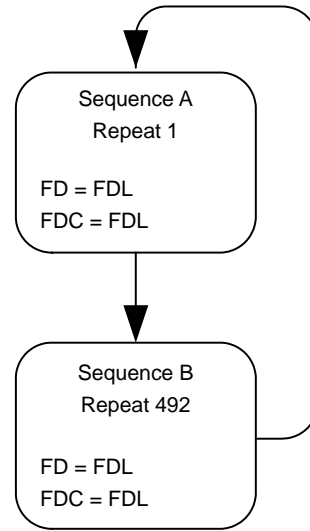 Sequence A
Repeat 1
FD = FDL
FDC = FDL
Sequence B
Repeat 492
FD = FDL
FDC = FDL